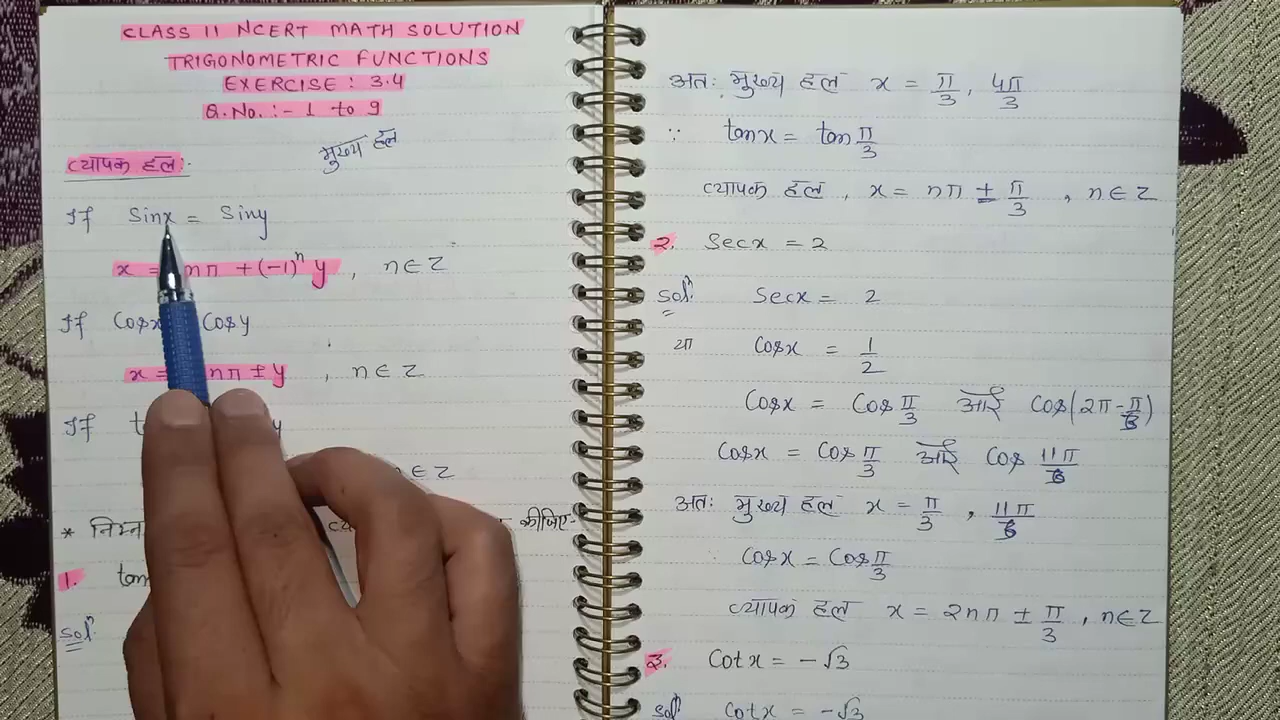 CLASS 11 NCERT MATH SOLUTION
TRIGONOMETRIC FUNCTIONS
EXERCISE : 3.4
Q.No. :- 1 to 9
मुख्य हल
व्यापक हल :
If Sinx = Siny
x = nπ + (-1)ⁿ y , n ∈ Z
If Cosx Cosy
x = nπ ± y , n ∈ Z
If t y
n ∈ Z
* निम्न कीजिए-
1. tan
Sol.
अतः मुख्य हल x = π/3 , 4π/3
∵ tanx = tan π/3
व्यापक हल , x = nπ ± π/3 , n ∈ Z
2. Secx = 2
Sol. Secx = 2
या Cosx = 1/2
Cosx = Cos π/3 और Cos(2π - π/3)
Cosx = Cos π/3 और Cos 11π/6
अतः मुख्य हल x = π/3 , 11π/6
Cosx = Cos π/3
व्यापक हल x = 2nπ ± π/3 , n ∈ Z
3. Cotx = -√3
Sol. Cotx = -√3